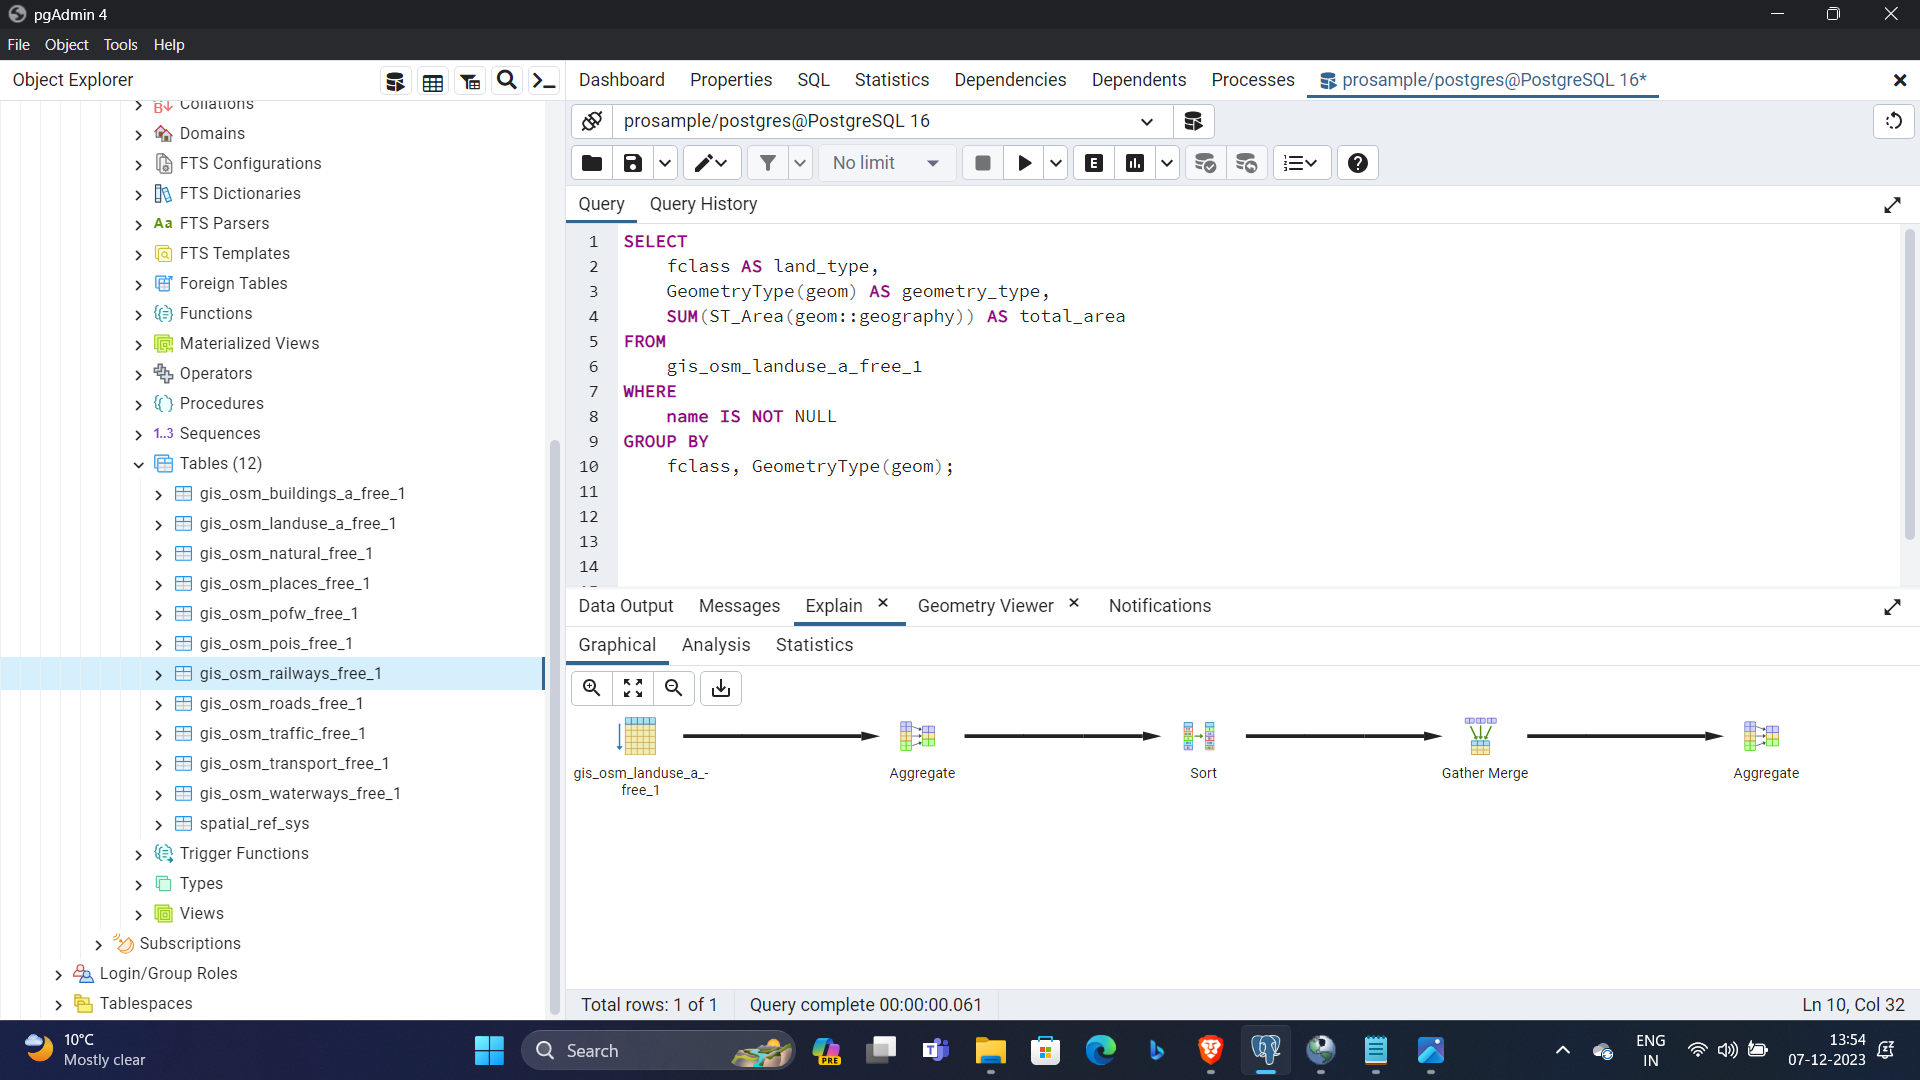 pgAdmin 4
File Object Tools Help
Object Explorer
Dashboard Properties SQL Statistics Dependencies Dependents Processes prosample/postgres@PostgreSQL 16*
Collations
Domains
FTS Configurations
FTS Dictionaries
Aa FTS Parsers
FTS Templates
Foreign Tables
Functions
Materialized Views
Operators
Procedures
1..3 Sequences
Tables (12)
gis_osm_buildings_a_free_1
gis_osm_landuse_a_free_1
gis_osm_natural_free_1
gis_osm_places_free_1
gis_osm_pofw_free_1
gis_osm_pois_free_1
gis_osm_railways_free_1
gis_osm_roads_free_1
gis_osm_traffic_free_1
gis_osm_transport_free_1
gis_osm_waterways_free_1
spatial_ref_sys
Trigger Functions
Types
Views
Subscriptions
Login/Group Roles
Tablespaces
prosample/postgres@PostgreSQL 16
No limit
E
Query Query History
1 SELECT
2 fclass AS land_type,
3 GeometryType(geom) AS geometry_type,
4 SUM(ST_Area(geom::geography)) AS total_area
5 FROM
6 gis_osm_landuse_a_free_1
7 WHERE
8 name IS NOT NULL
9 GROUP BY
10 fclass, GeometryType(geom);
11
12
13
14
Data Output Messages Explain Geometry Viewer Notifications
Graphical Analysis Statistics
gis_osm_landuse_a_-
free_1
Aggregate
Sort
Gather Merge
Aggregate
Total rows: 1 of 1 Query complete 00:00:00.061 Ln 10, Col 32
10°C
Mostly clear
Search
PRE
ENG
IN
13:54
07-12-2023